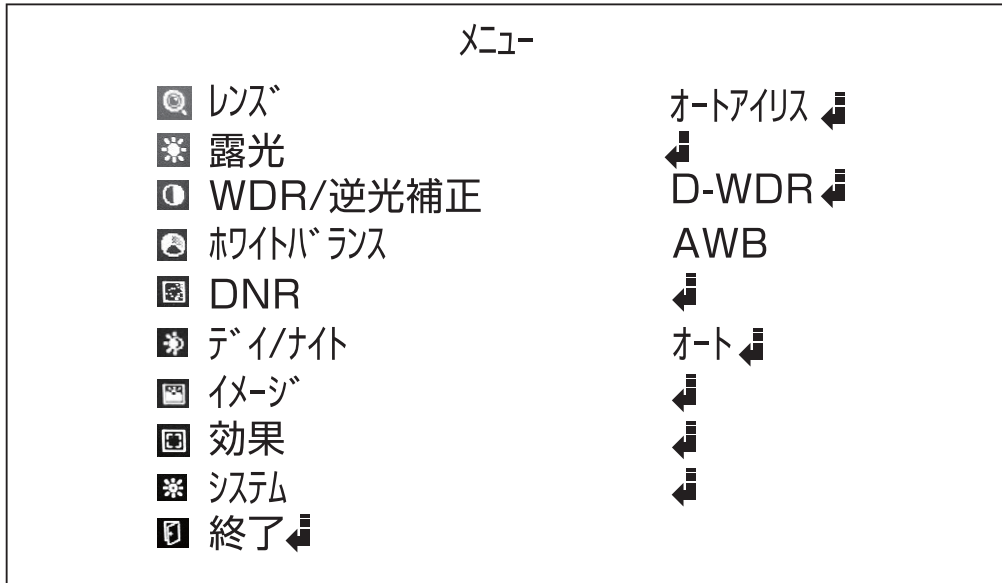 ﾒﾆｭｰ
ﾚﾝｽﾞ ｵｰﾄｱｲﾘｽ
露光
WDR/逆光補正 D-WDR
ﾎﾜｲﾄﾊﾞﾗﾝｽ AWB
DNR
ﾃﾞｲ/ﾅｲﾄ ｵｰﾄ
ｲﾒｰｼﾞ
効果
ｼｽﾃﾑ
終了